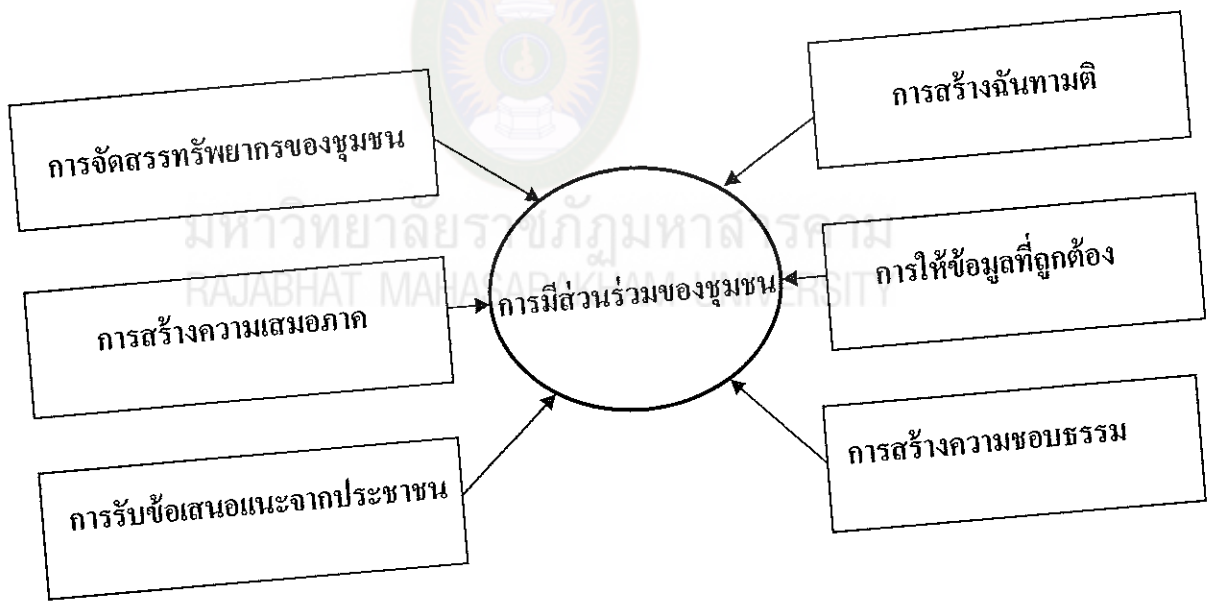 การจัดสรรทรัพยากรของชุมชน
การสร้างฉันทามติ
การสร้างความเสมอภาค
การมีส่วนร่วมของชุมชน
การให้ข้อมูลที่ถูกต้อง
การรับข้อเสนอแนะจากประชาชน
การสร้างความชอบธรรม
มหาวิทยาลัยราชภัฏมหาสารคาม
RAJABHAT MAHASARAKHAM UNIVERSITY